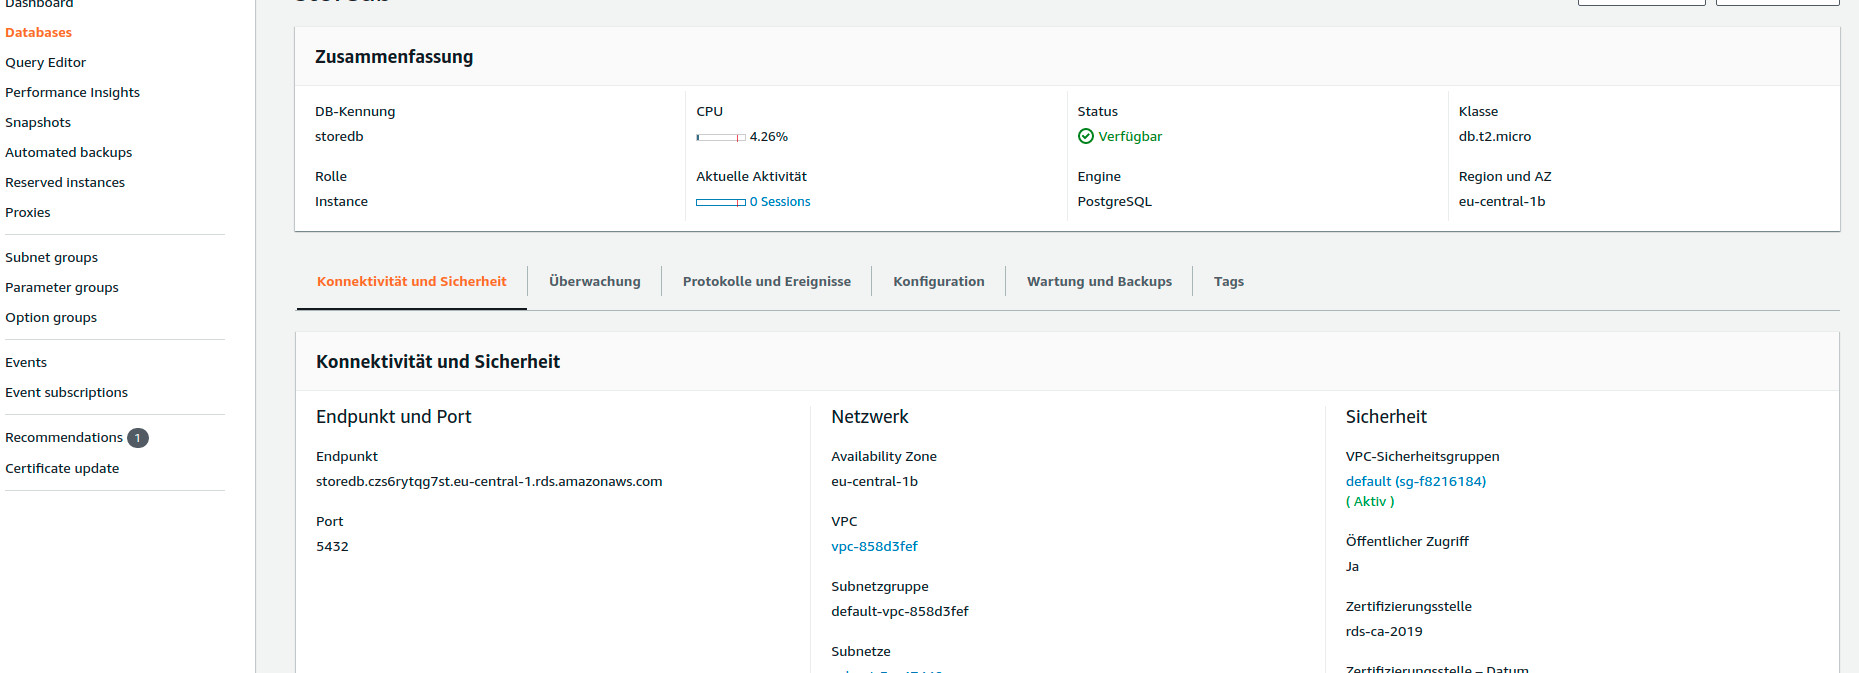 Dashboard
Databases
Query Editor
Performance Insights
Snapshots
Automated backups
Reserved instances
Proxies
Subnet groups
Parameter groups
Option groups
Events
Event subscriptions
Recommendations 1
Certificate update
Zusammenfassung
DB-Kennung
storedb
CPU
4.26%
Status
Verfügbar
Klasse
db.t2.micro
Rolle
Instance
Aktuelle Aktivität
0 Sessions
Engine
PostgreSQL
Region und AZ
eu-central-1b
Konnektivität und Sicherheit
Überwachung
Protokolle und Ereignisse
Konfiguration
Wartung und Backups
Tags
Konnektivität und Sicherheit
Endpunkt und Port
Endpunkt
storedb.czs6rytqg7st.eu-central-1.rds.amazonaws.com
Port
5432
Netzwerk
Availability Zone
eu-central-1b
VPC
vpc-858d3fef
Subnetzgruppe
default-vpc-858d3fef
Subnetze
Sicherheit
VPC-Sicherheitsgruppen
default (sg-f8216184)
( Aktiv )
Öffentlicher Zugriff
Ja
Zertifizierungsstelle
rds-ca-2019
Zertifizierungsstelle – Datum